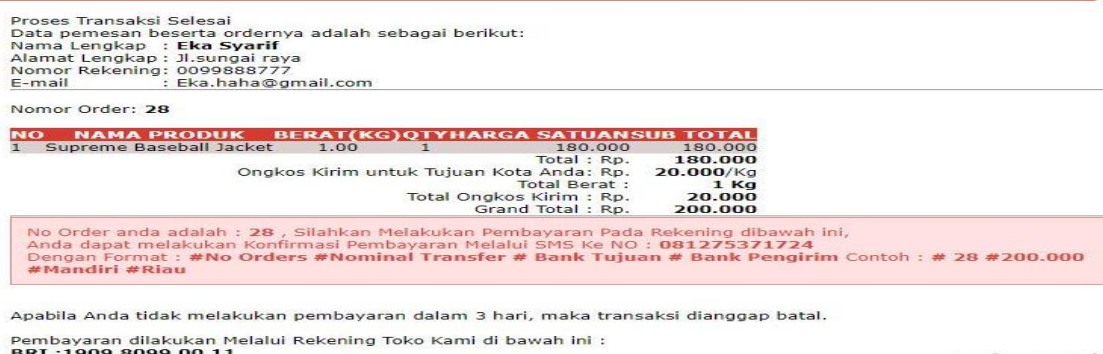 Proses Transaksi Selesai
Data pemesan beserta ordernya adalah sebagai berikut:
Nama Lengkap : Eka Syarif
Alamat Lengkap : Jl.sungai raya
Nomor Rekening: 0099888777
E-mail : Eka.haha@gmail.com
Nomor Order: 28
NO NAMA PRODUK BERAT(KG) QTY HARGA SATUAN SUB TOTAL
1 Supreme Baseball Jacket 1.00 1 180.000 180.000
Total : Rp. 180.000
Ongkos Kirim untuk Tujuan Kota Anda: Rp. 20.000/Kg
Total Berat : 1 Kg
Total Ongkos Kirim : Rp. 20.000
Grand Total : Rp. 200.000
No Order anda adalah : 28 , Silahkan Melakukan Pembayaran Pada Rekening dibawah ini,
Anda dapat melakukan Konfirmasi Pembayaran Melalui SMS Ke NO : 081275371724
Dengan Format : #No Orders #Nominal Transfer # Bank Tujuan # Bank Pengirim Contoh : # 28 #200.000
#Mandiri #Riau
Apabila Anda tidak melakukan pembayaran dalam 3 hari, maka transaksi dianggap batal.
Pembayaran dilakukan Melalui Rekening Toko Kami di bawah ini :
BRI :1909 8099 00 11